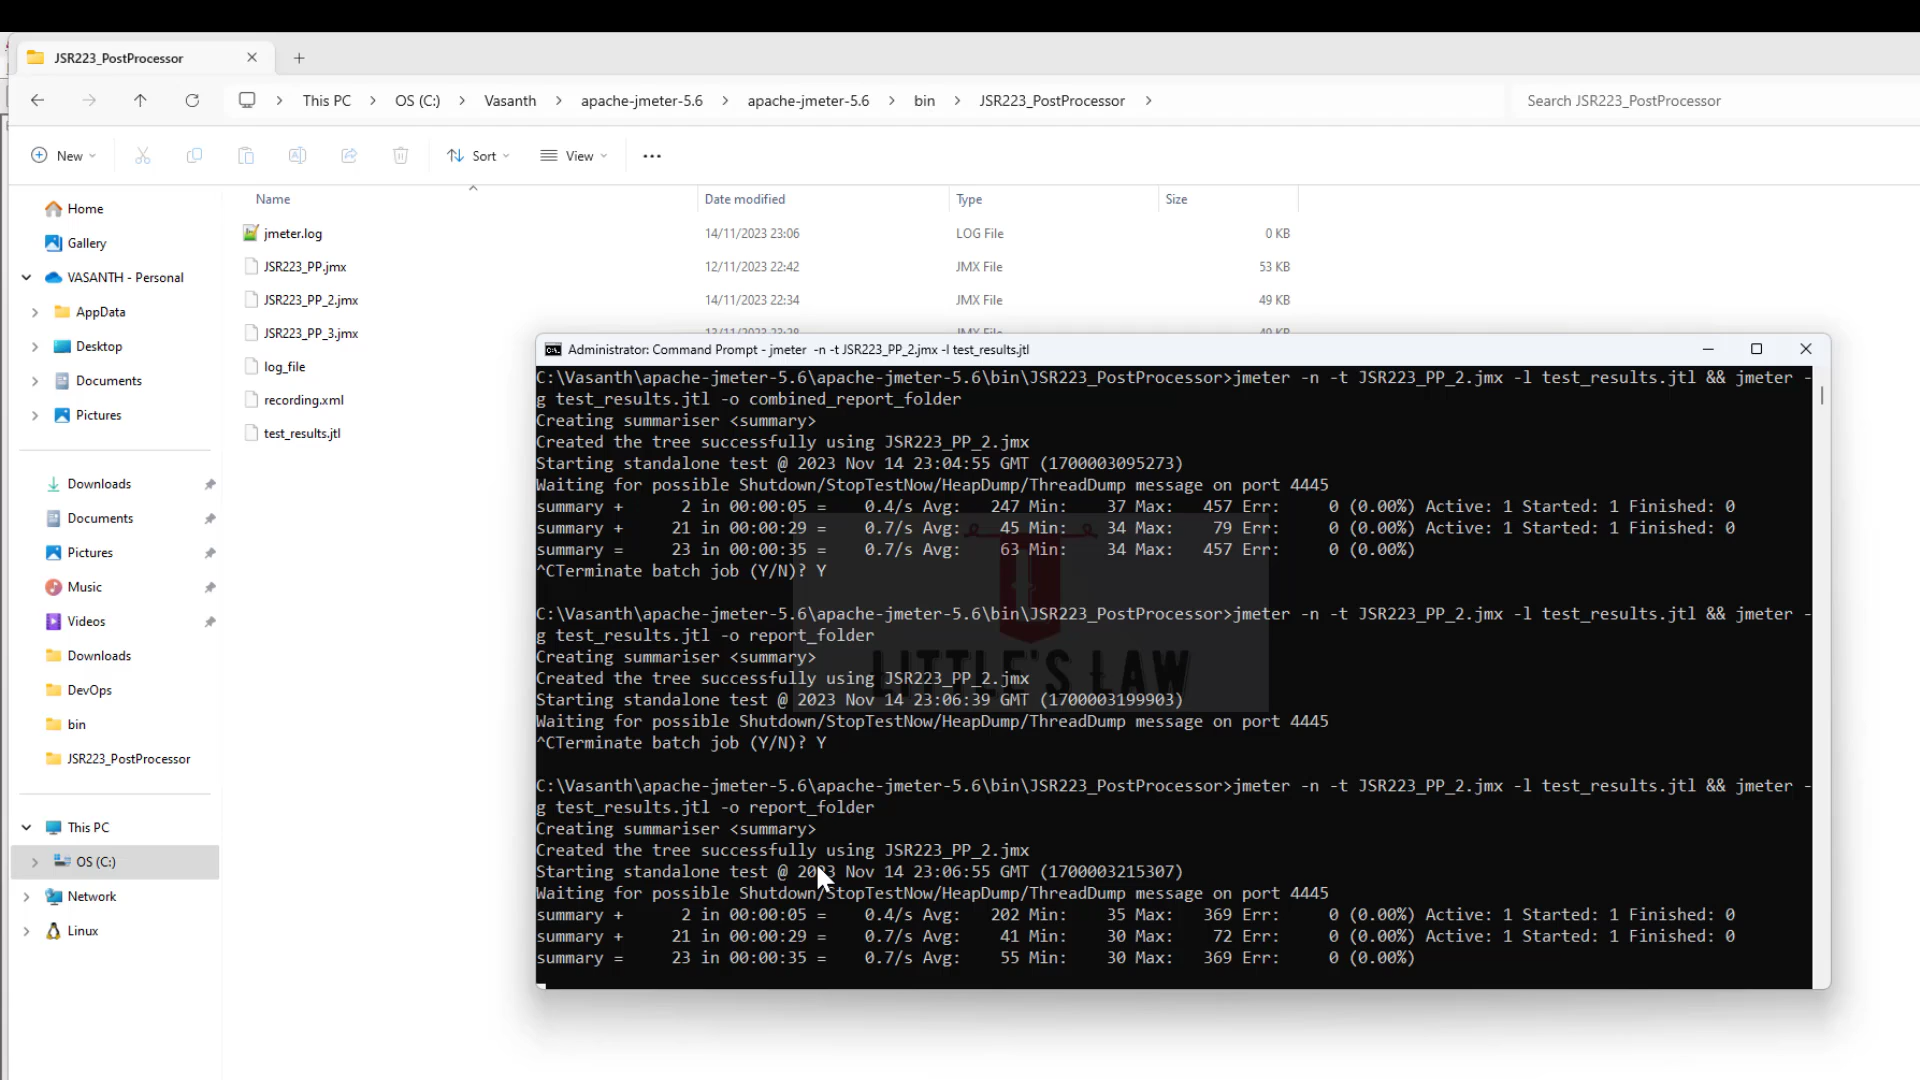 JSR223_PostProcessor
This PC > OS (C:) > Vasanth > apache-jmeter-5.6 > apache-jmeter-5.6 > bin > JSR223_PostProcessor >
Search JSR223_PostProcessor
New
Sort
View
Name Date modified Type Size
jmeter.log 14/11/2023 23:06 LOG File 0 KB
JSR223_PP.jmx 12/11/2023 22:42 JMX File 53 KB
JSR223_PP_2.jmx 14/11/2023 22:34 JMX File 49 KB
JSR223_PP_3.jmx
log_file
recording.xml
test_results.jtl
Home
Gallery
VASANTH - Personal
AppData
Desktop
Documents
Pictures
Downloads
Documents
Pictures
Music
Videos
Downloads
DevOps
bin
JSR223_PostProcessor
This PC
OS (C:)
Network
Linux
Administrator: Command Prompt - jmeter -n -t JSR223_PP_2.jmx -l test_results.jtl
C:\Vasanth\apache-jmeter-5.6\apache-jmeter-5.6\bin\JSR223_PostProcessor>jmeter -n -t JSR223_PP_2.jmx -l test_results.jtl && jmeter -
g test_results.jtl -o combined_report_folder
Creating summariser <summary>
Created the tree successfully using JSR223_PP_2.jmx
Starting standalone test @ 2023 Nov 14 23:04:55 GMT (1700003095273)
Waiting for possible Shutdown/StopTestNow/HeapDump/ThreadDump message on port 4445
summary + 2 in 00:00:05 = 0.4/s Avg: 247 Min: 37 Max: 457 Err: 0 (0.00%) Active: 1 Started: 1 Finished: 0
summary + 21 in 00:00:29 = 0.7/s Avg: 45 Min: 34 Max: 79 Err: 0 (0.00%) Active: 1 Started: 1 Finished: 0
summary = 23 in 00:00:35 = 0.7/s Avg: 63 Min: 34 Max: 457 Err: 0 (0.00%)
^CTerminate batch job (Y/N)? Y
C:\Vasanth\apache-jmeter-5.6\apache-jmeter-5.6\bin\JSR223_PostProcessor>jmeter -n -t JSR223_PP_2.jmx -l test_results.jtl && jmeter -
g test_results.jtl -o report_folder
Creating summariser <summary>
LITTLE'S LAW
Created the tree successfully using JSR223_PP_2.jmx
Starting standalone test @ 2023 Nov 14 23:06:39 GMT (1700003199903)
Waiting for possible Shutdown/StopTestNow/HeapDump/ThreadDump message on port 4445
^CTerminate batch job (Y/N)? Y
C:\Vasanth\apache-jmeter-5.6\apache-jmeter-5.6\bin\JSR223_PostProcessor>jmeter -n -t JSR223_PP_2.jmx -l test_results.jtl && jmeter -
g test_results.jtl -o report_folder
Creating summariser <summary>
Created the tree successfully using JSR223_PP_2.jmx
Starting standalone test @ 2023 Nov 14 23:06:55 GMT (1700003215307)
Waiting for possible Shutdown/StopTestNow/HeapDump/ThreadDump message on port 4445
summary + 2 in 00:00:05 = 0.4/s Avg: 202 Min: 35 Max: 369 Err: 0 (0.00%) Active: 1 Started: 1 Finished: 0
summary + 21 in 00:00:29 = 0.7/s Avg: 41 Min: 30 Max: 72 Err: 0 (0.00%) Active: 1 Started: 1 Finished: 0
summary = 23 in 00:00:35 = 0.7/s Avg: 55 Min: 30 Max: 369 Err: 0 (0.00%)